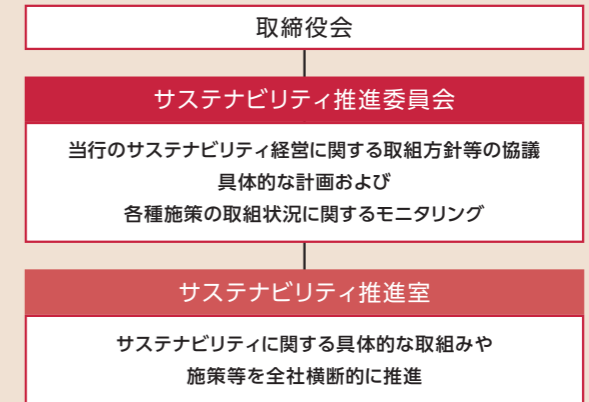 取締役会
サステナビリティ推進委員会
当行のサステナビリティ経営に関する取組方針等の協議
具体的な計画および
各種施策の取組状況に関するモニタリング
サステナビリティ推進室
サステナビリティに関する具体的な取組みや
施策等を全社横断的に推進